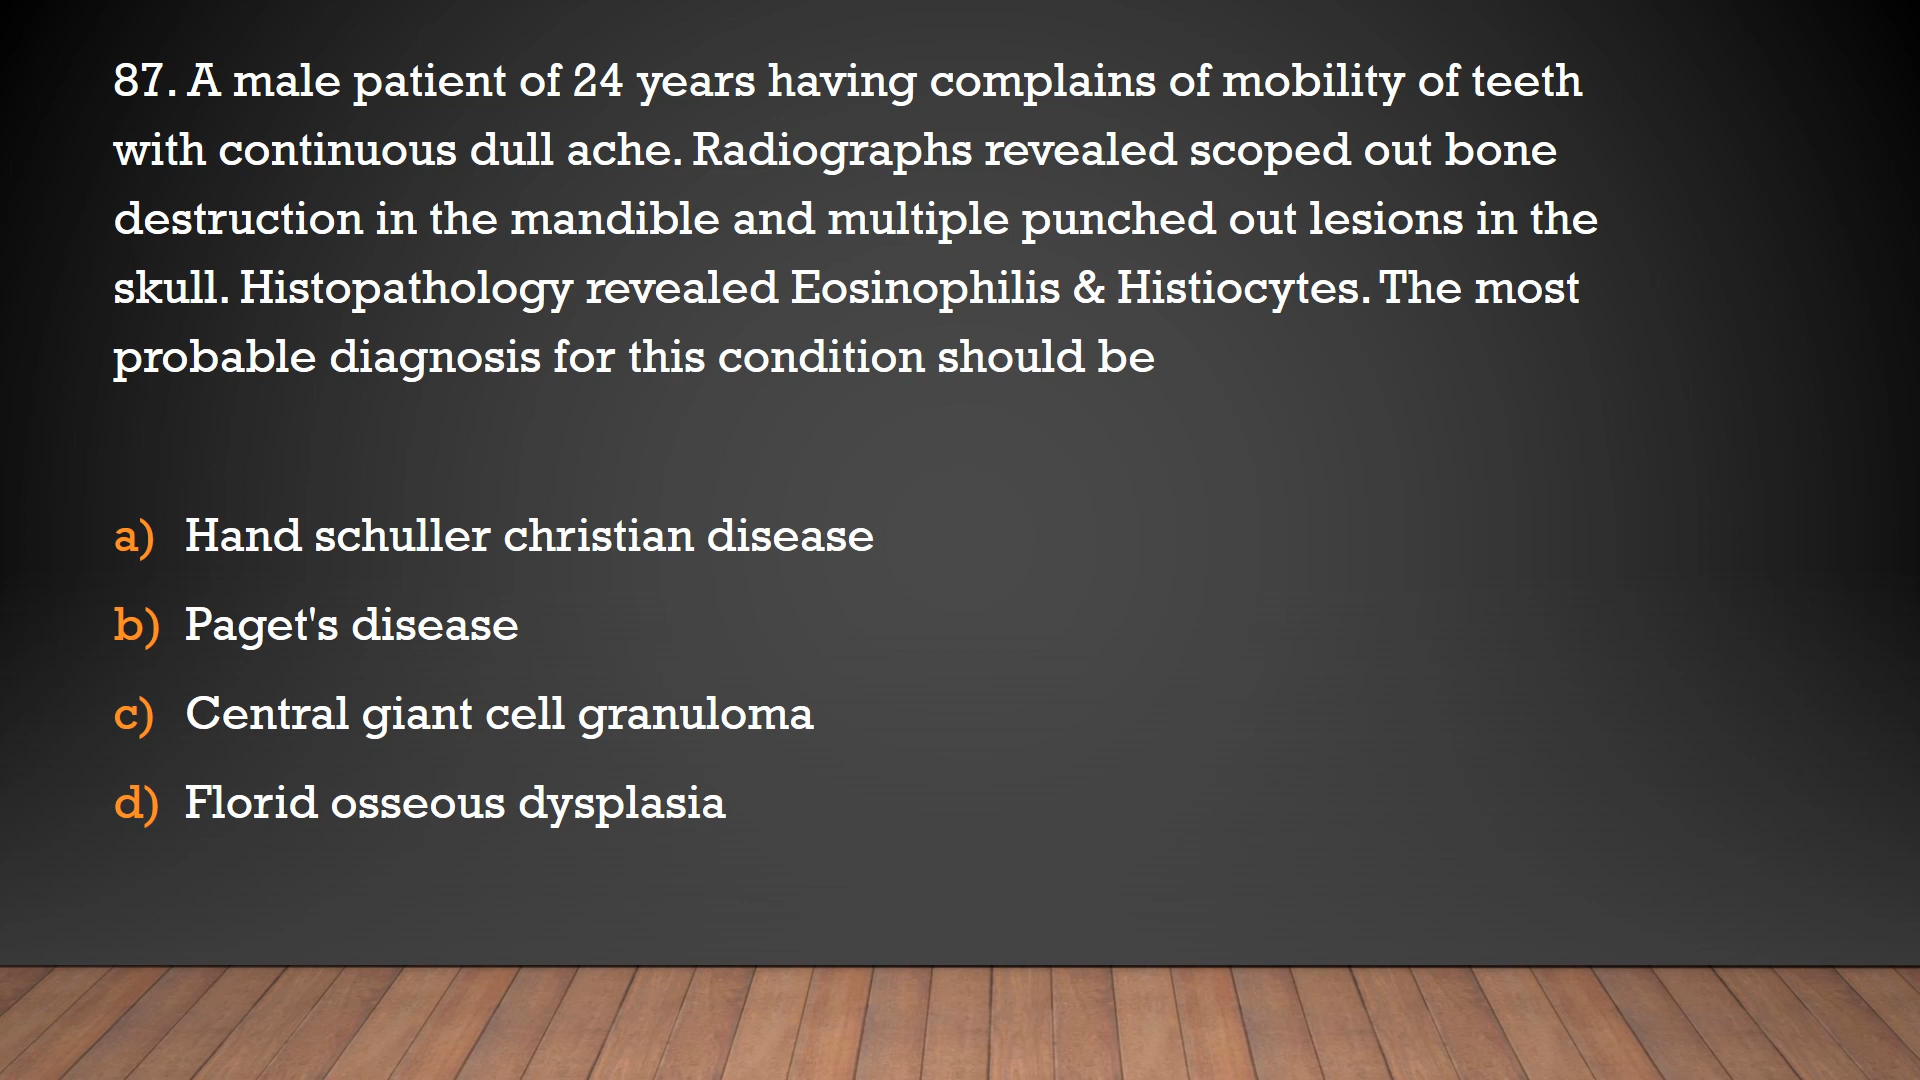 87. A male patient of 24 years having complains of mobility of teeth
with continuous dull ache. Radiographs revealed scoped out bone
destruction in the mandible and multiple punched out lesions in the
skull. Histopathology revealed Eosinophilis & Histiocytes. The most
probable diagnosis for this condition should be
a) Hand schuller christian disease
b) Paget's disease
c) Central giant cell granuloma
d) Florid osseous dysplasia